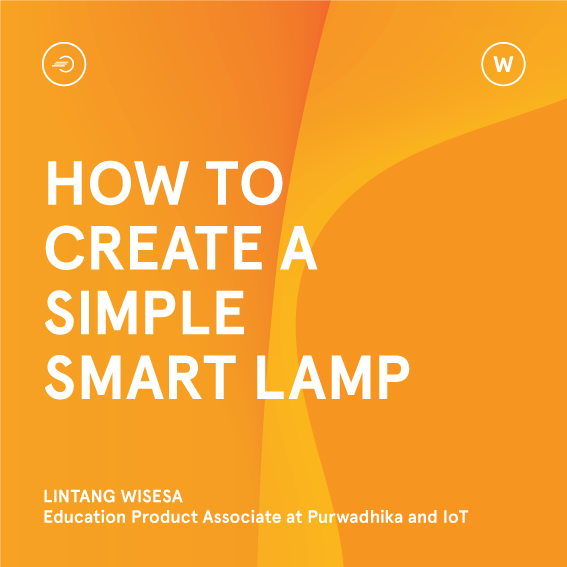 W
HOW TO
CREATE A
SIMPLE
SMART LAMP
LINTANG WISESA
Education Product Associate at Purwadhika and IoT